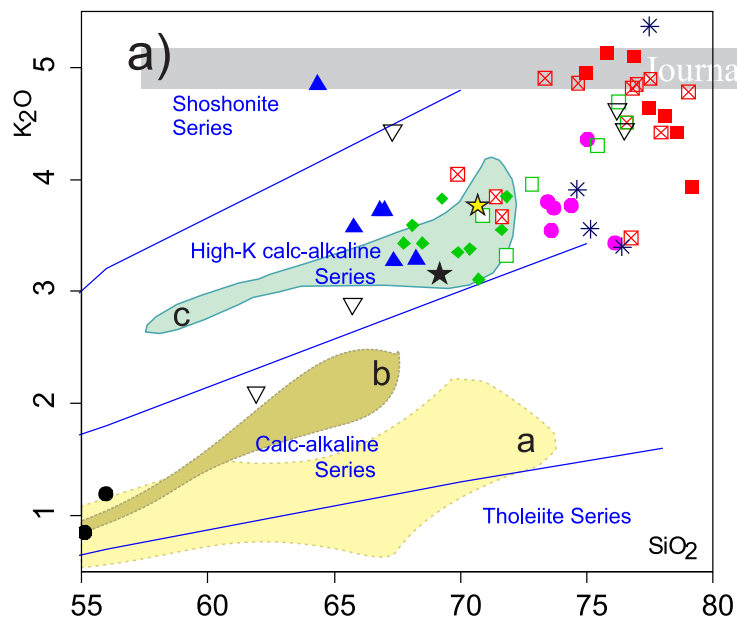 a)
Journa
5
4
3
2
1
K2O
Shoshonite
Series
High-K calc-alkaline
Series
c
b
a
Calc-alkaline
Series
Tholeiite Series
SiO2
55 60 65 70 75 80